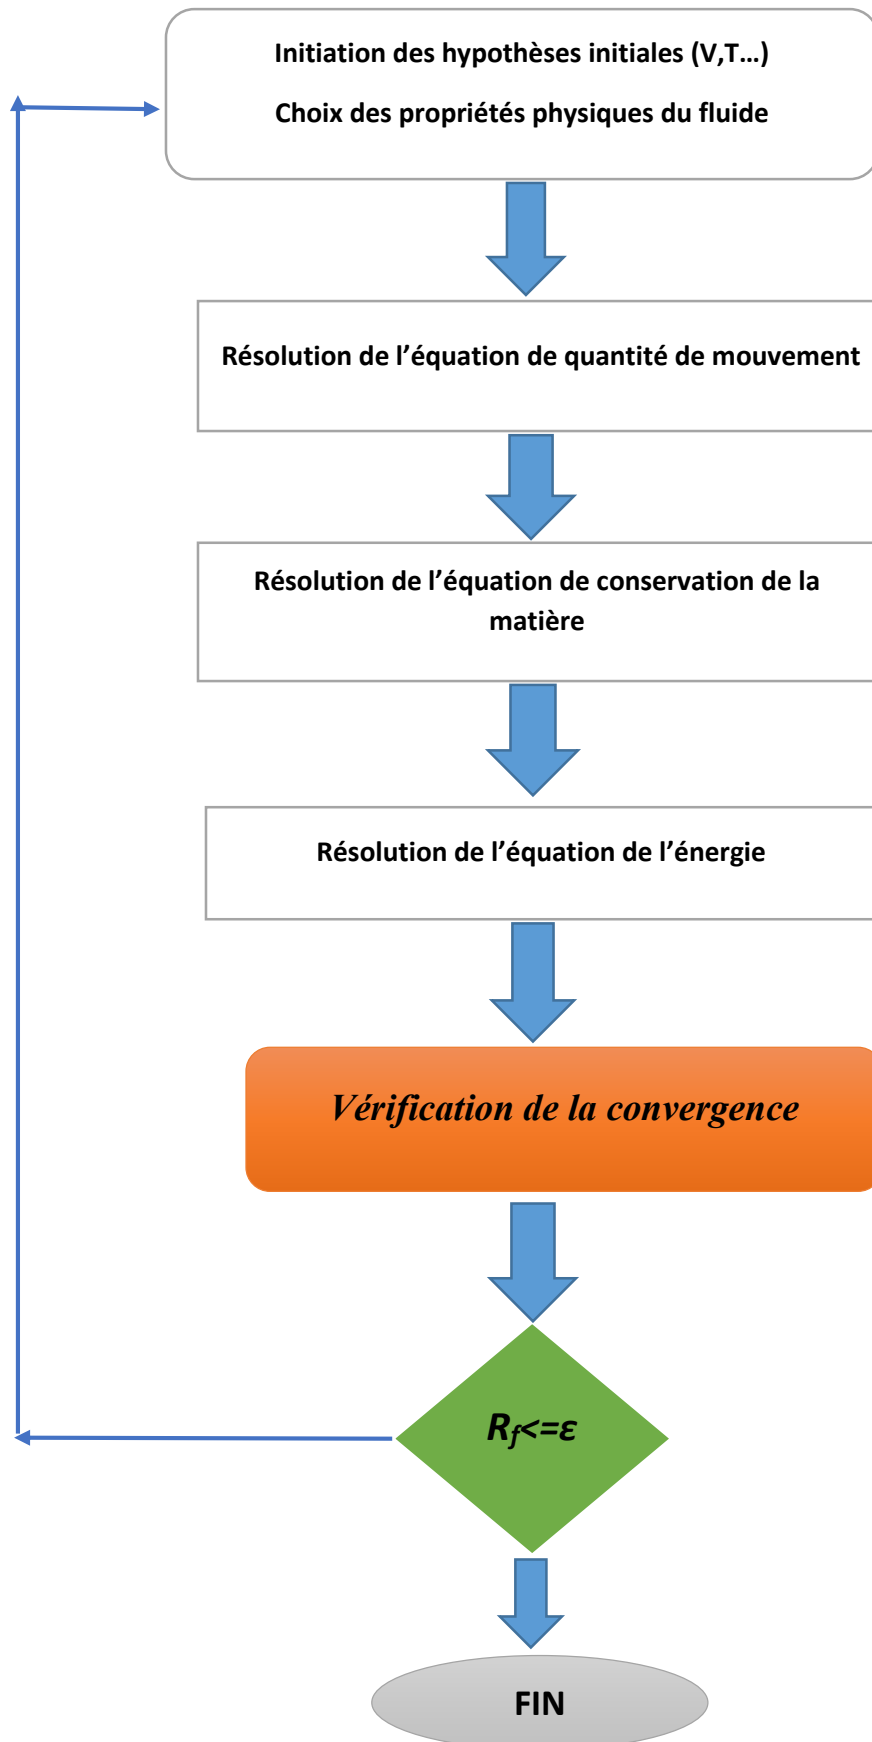 Initiation des hypothèses initiales (V,T…)
Choix des propriétés physiques du fluide
Résolution de l’équation de quantité de mouvement
Résolution de l’équation de conservation de la
matière
Résolution de l’équation de l’énergie
Vérification de la convergence
Rf<=ε
FIN